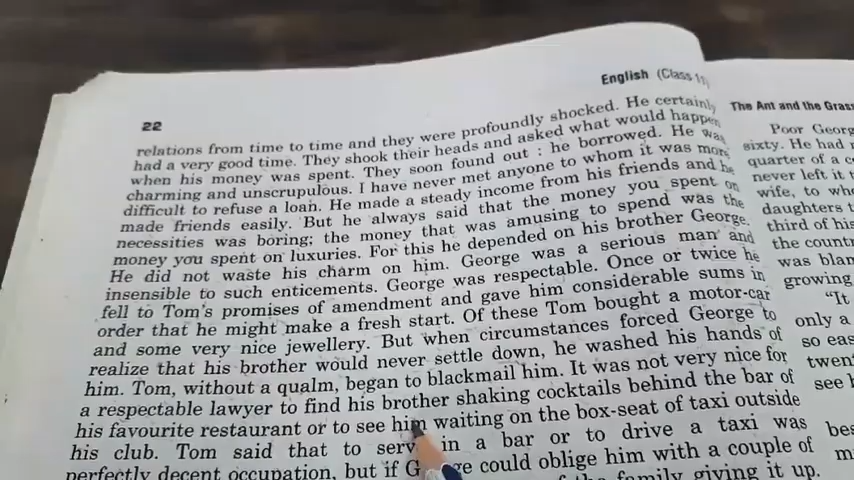 English (Class 11)
22
relations from time to time and they were profoundly shocked. He certainly
had a very good time. They shook their heads and asked what would happen
when his money was spent. They soon found out : he borrowed. He was
charming and unscrupulous. I have never met anyone to whom it was more
difficult to refuse a loan. He made a steady income from his friends and he
made friends easily. But he always said that the money you spent on
necessities was boring; the money that was amusing to spend was the
money you spent on luxuries. For this he depended on his brother George.
He did not waste his charm on him. George was a serious man and
insensible to such enticements. George was respectable. Once or twice he
fell to Tom's promises of amendment and gave him considerable sums in
order that he might make a fresh start. Of these Tom bought a motor-car
and some very nice jewellery. But when circumstances forced George to
realize that his brother would never settle down, he washed his hands of
him. Tom, without a qualm, began to blackmail him. It was not very nice for
a respectable lawyer to find his brother shaking cocktails behind the bar of
his favourite restaurant or to see him waiting on the box-seat of taxi outside
his club. Tom said that to serv in a bar or to drive a taxi was
perfectly decent occupation, but if could oblige him with a couple of
the family giving it up.
The Ant and the Grass
Poor Georg
sixty. He had
quarter of a c
never left it t
wife, to who
daughters t
third of his
the countr
was blam
growing
"It
only a
so eas
twen
see h
bes
m